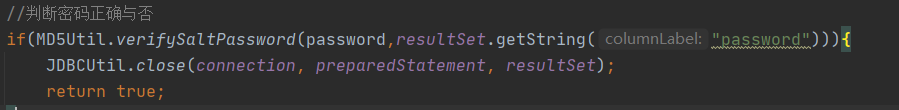 //判断密码正确与否
if(MD5Util.verifySaltPassword(password,resultSet.getString( columnLabel: "password"))){
JDBCUtil.close(connection, preparedStatement, resultSet);
return true;